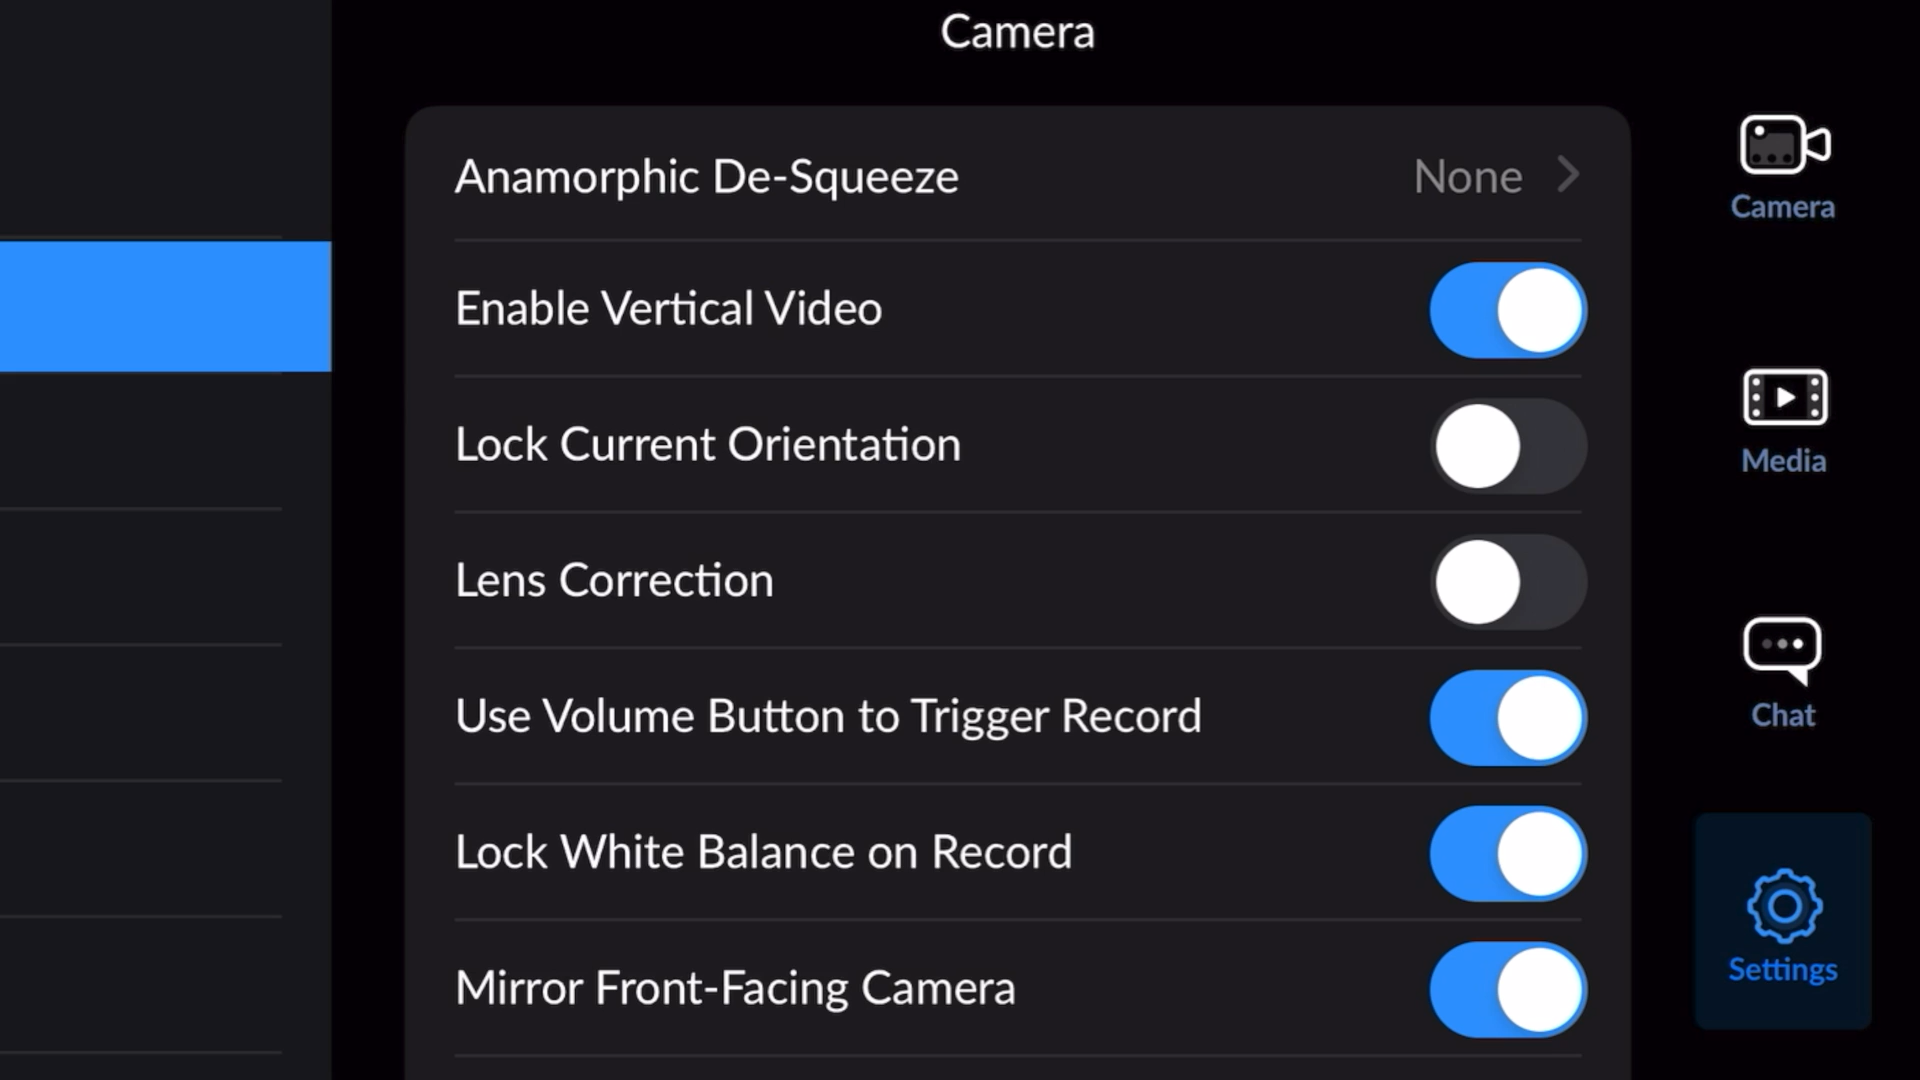 Camera
Anamorphic De-Squeeze None
Enable Vertical Video
Lock Current Orientation
Lens Correction
Use Volume Button to Trigger Record
Lock White Balance on Record
Mirror Front-Facing Camera
Camera
Media
Chat
Settings